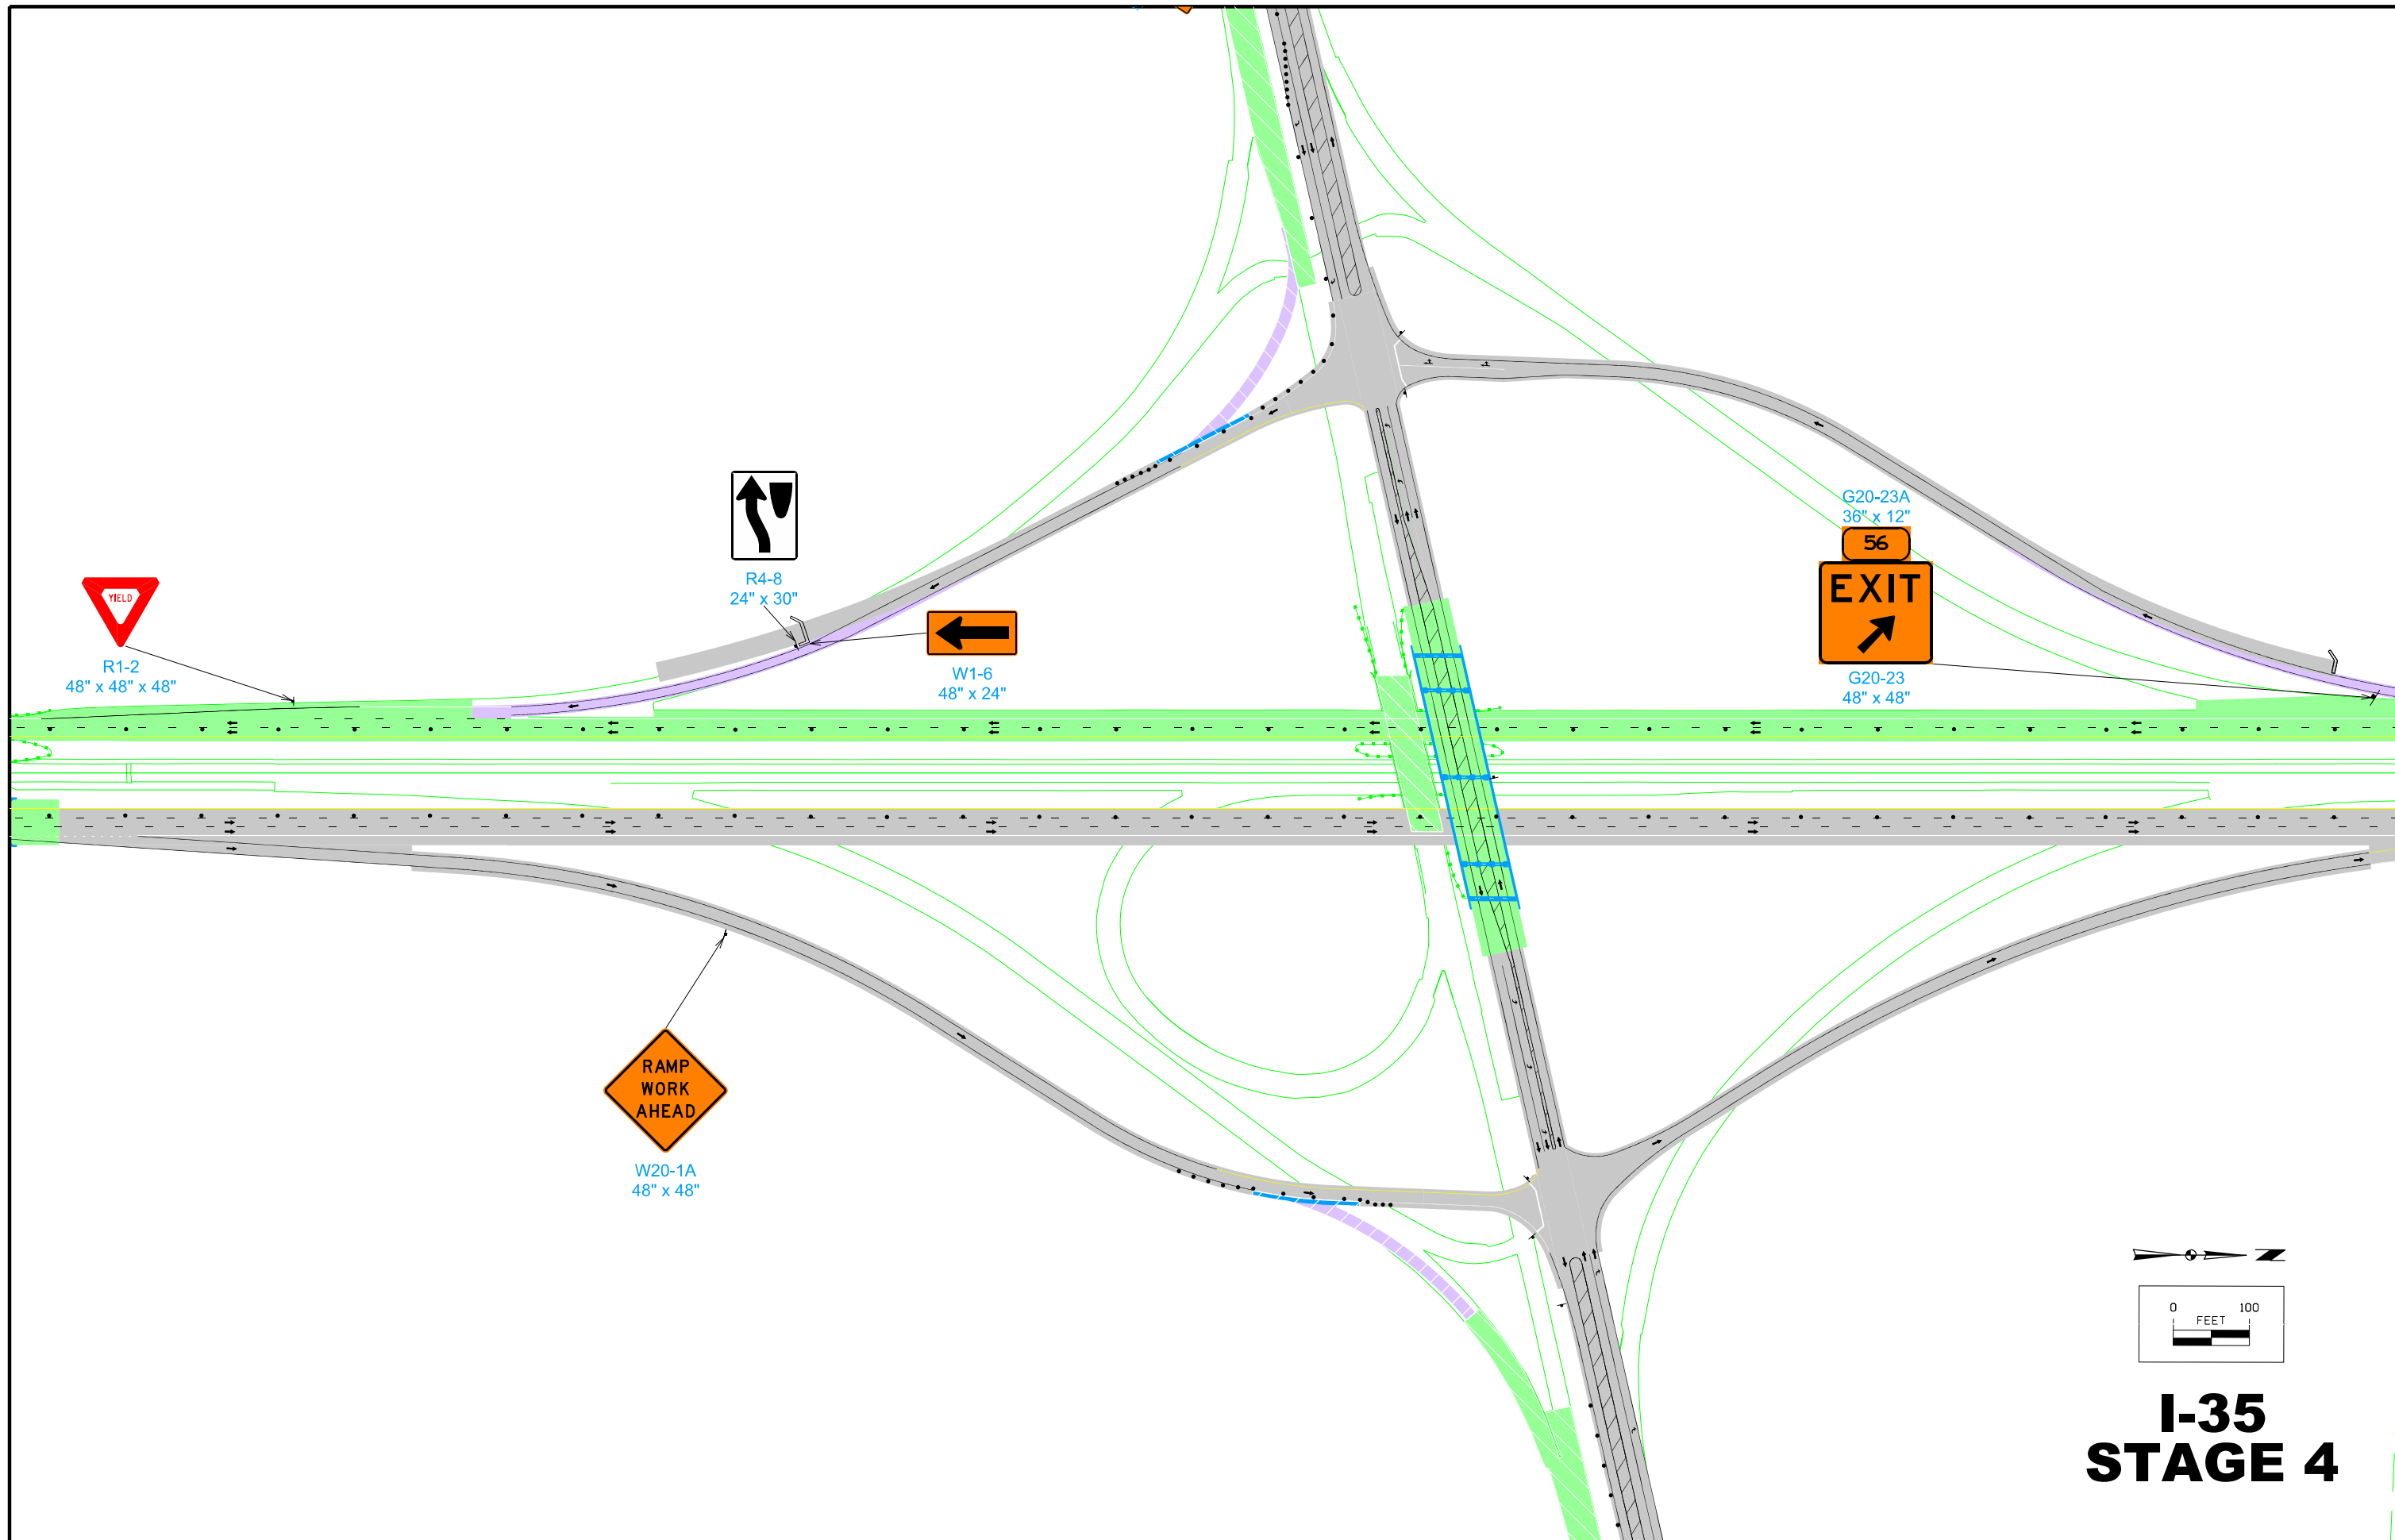 YIELD
R1-2
48" x 48" x 48"
R4-8
24" x 30"
W1-6
48" x 24"
G20-23A
36" x 12"
56
EXIT
G20-23
48" x 48"
RAMP
WORK
AHEAD
W20-1A
48" x 48"
N
0 100
FEET
I-35
STAGE 4